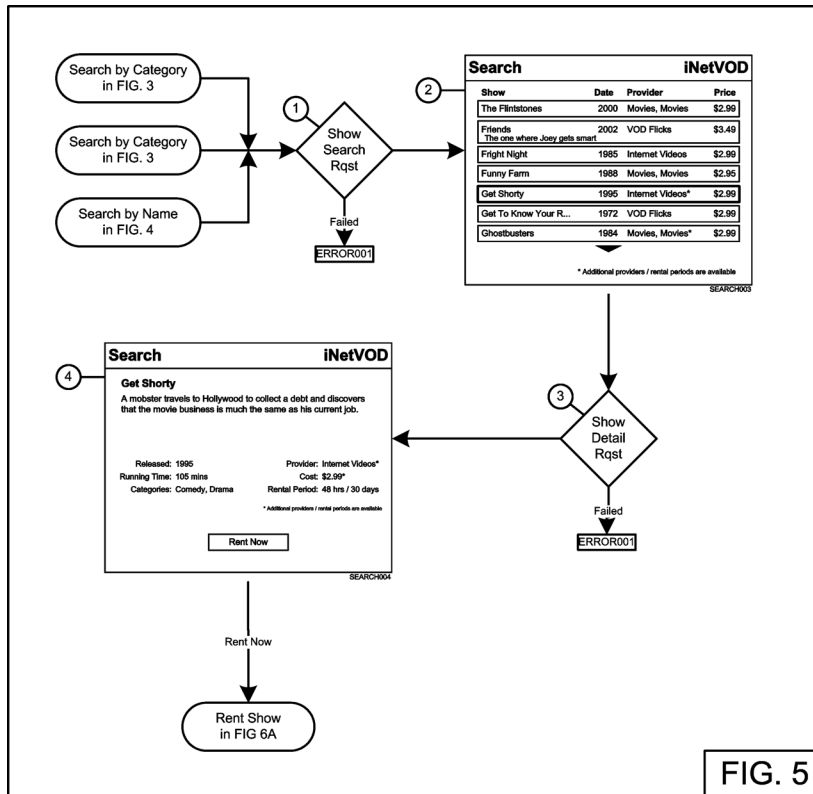 Search by Category
in FIG. 3
Search by Category
in FIG. 3
Search by Name
in FIG. 4
1
Show
Search
Rqst
Failed
ERROR001
2
Search iNetVOD
Show Date Provider Price
The Flintstones 2000 Movies, Movies $2.99
Friends 2002 VOD Flicks $3.49
The one where Joey gets smart
Fright Night 1985 Internet Videos $2.99
Funny Farm 1988 Movies, Movies $2.95
Get Shorty 1995 Internet Videos* $2.99
Get To Know Your R... 1972 VOD Flicks $2.99
Ghostbusters 1984 Movies, Movies* $2.99
* Additional providers / rental periods are available
SEARCH003
3
Show
Detail
Rqst
Failed
ERROR001
4
Search iNetVOD
Get Shorty
A mobster travels to Hollywood to collect a debt and discovers
that the movie business is much the same as his current job.
Released: 1995 Provider: Internet Videos*
Running Time: 105 mins Cost: $2.99*
Categories: Comedy, Drama Rental Period: 48 hrs / 30 days
* Additional providers / rental periods are available
Rent Now
SEARCH004
Rent Now
Rent Show
in FIG 6A
FIG. 5